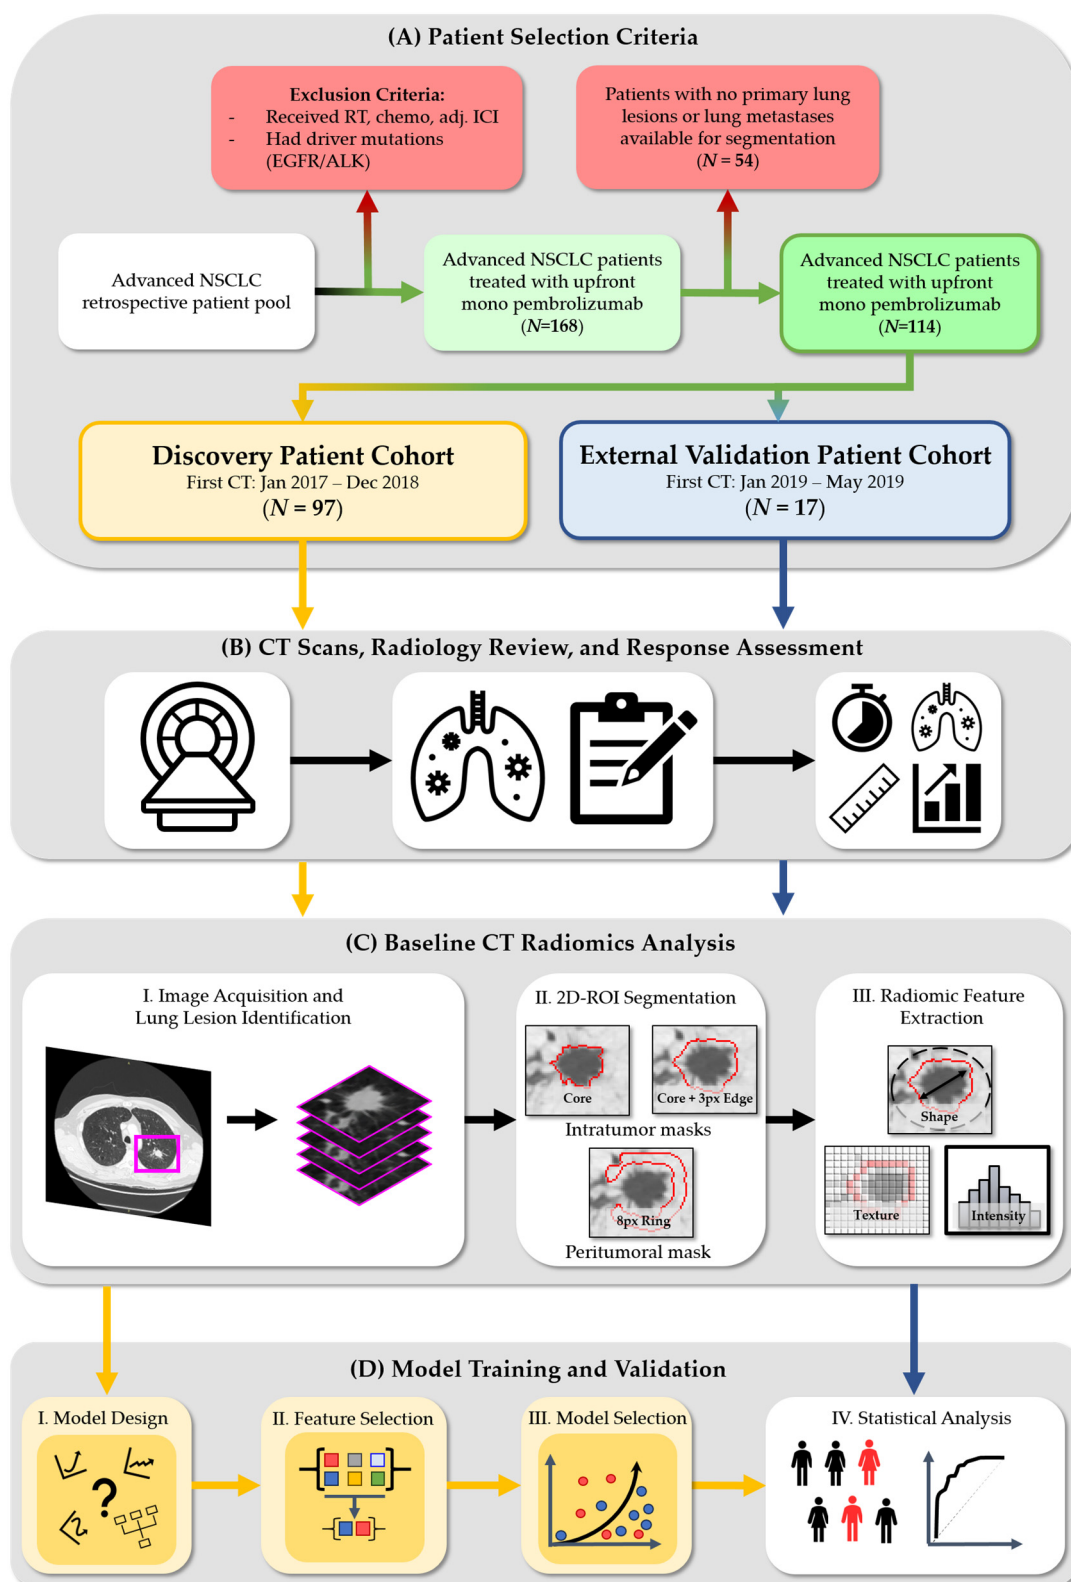 (A) Patient Selection Criteria
Exclusion Criteria:
- Received RT, chemo, adj. ICI
- Had driver mutations
(EGFR/ALK)
Patients with no primary lung
lesions or lung metastases
available for segmentation
(N = 54)
Advanced NSCLC
retrospective patient pool
Advanced NSCLC patients
treated with upfront
mono pembrolizumab
(N=168)
Advanced NSCLC patients
treated with upfront
mono pembrolizumab
(N=114)
Discovery Patient Cohort
First CT: Jan 2017 – Dec 2018
(N = 97)
External Validation Patient Cohort
First CT: Jan 2019 – May 2019
(N = 17)
(B) CT Scans, Radiology Review, and Response Assessment
(C) Baseline CT Radiomics Analysis
I. Image Acquisition and
Lung Lesion Identification
II. 2D-ROI Segmentation
Core
Core + 3px Edge
Intratumor masks
8px Ring
Peritumoral mask
III. Radiomic Feature
Extraction
Shape
Texture
Intensity
(D) Model Training and Validation
I. Model Design
?
II. Feature Selection
III. Model Selection
IV. Statistical Analysis